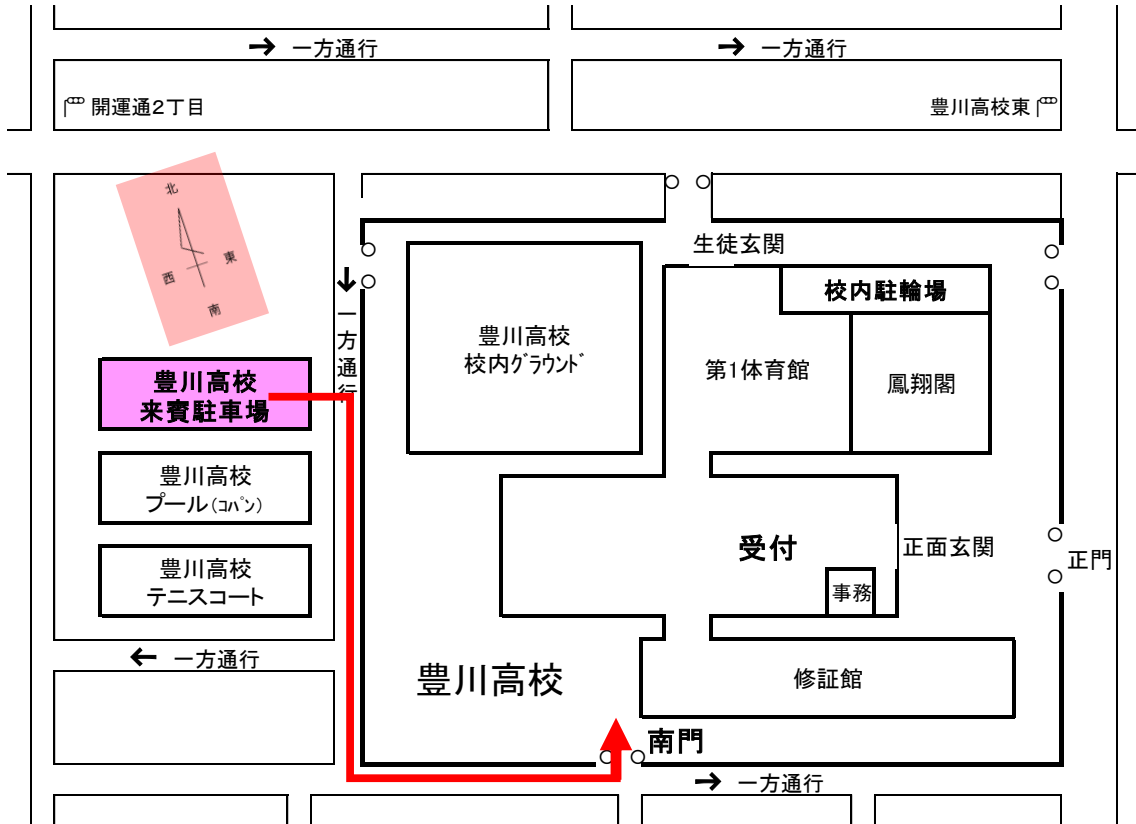 → 一方通行
→ 一方通行
開運通2丁目
豊川高校東
北
西
東
南
生徒玄関
校内駐輪場
↓
一方通行
豊川高校
校内グラウンド
第1体育館
鳳翔閣
豊川高校
来賓駐車場
豊川高校
プール(コパン)
豊川高校
テニスコート
受付
正面玄関
正門
事務
← 一方通行
豊川高校
修証館
南門
→ 一方通行